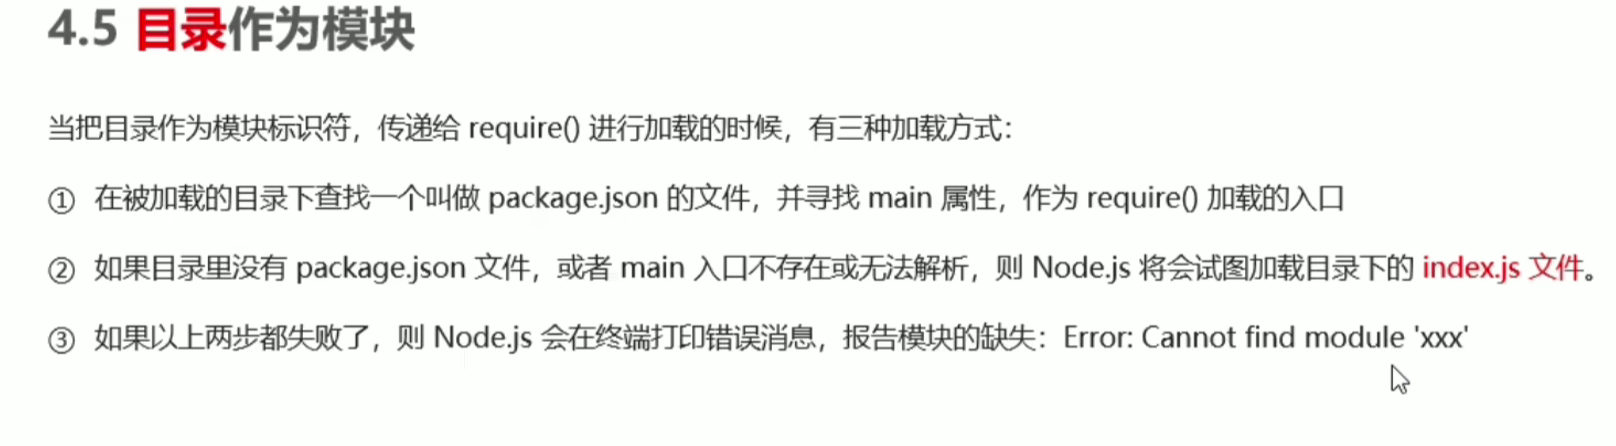 4.5 目录作为模块
当把目录作为模块标识符，传递给 require() 进行加载的时候，有三种加载方式：
① 在被加载的目录下查找一个叫做 package.json 的文件，并寻找 main 属性，作为 require() 加载的入口
② 如果目录里没有 package.json 文件，或者 main 入口不存在或无法解析，则 Node.js 将会试图加载目录下的 index.js 文件。
③ 如果以上两步都失败了，则 Node.js 会在终端打印错误消息，报告模块的缺失：Error: Cannot find module 'xxx'